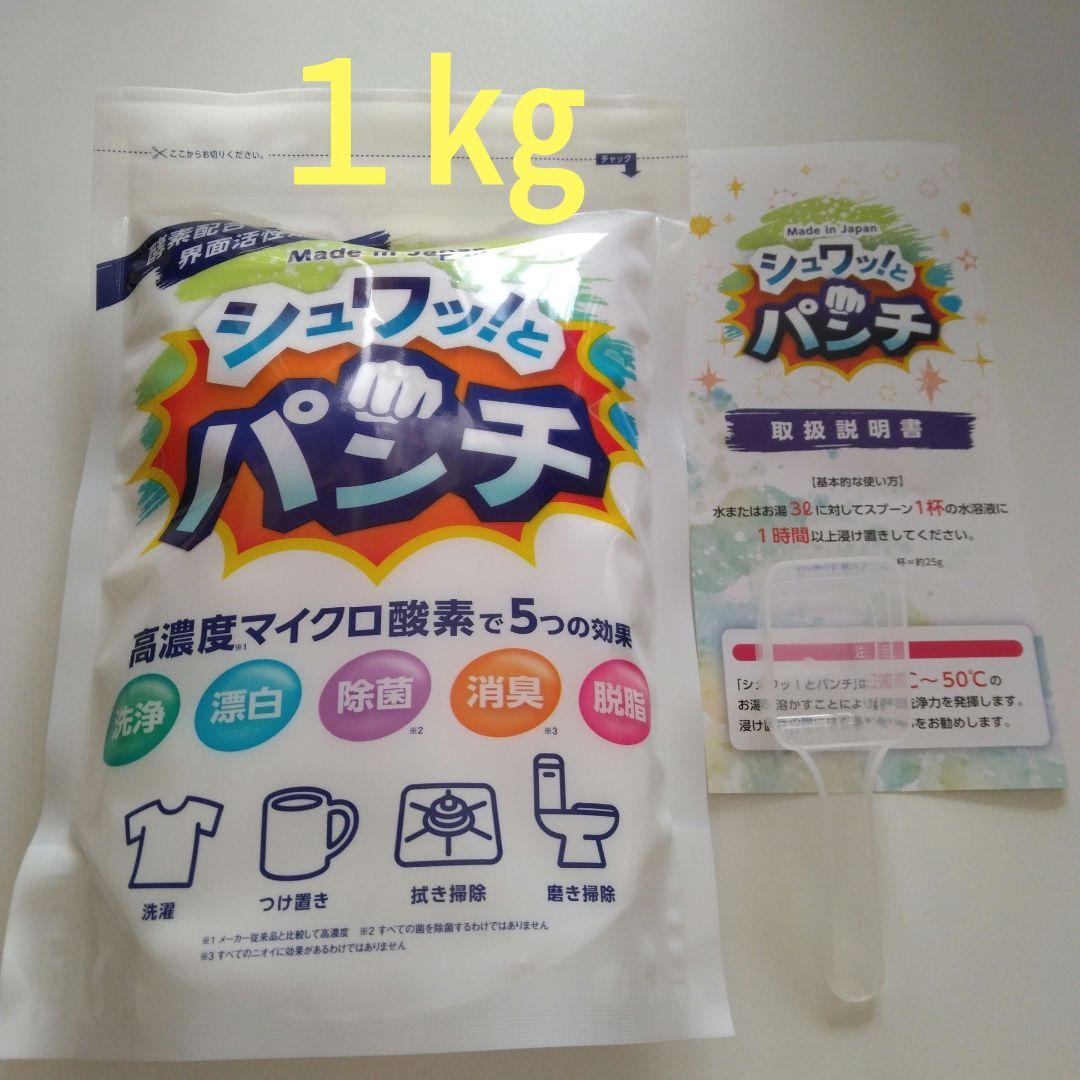 １kg
ここからお切りください。
チャック
酵素配合
界面活性
Made in Japan
シュワッ!と
パンチ
高濃度マイクロ酸素で5つの効果
※1
洗浄
漂白
除菌
消臭
脱脂
※2
※3
洗濯
つけ置き
拭き掃除
磨き掃除
※1 メーカー従来品と比較して高濃度 ※2 すべての菌を除菌するわけではありません
※3 すべてのニオイに効果があるわけではありません
Made in Japan
シュワッ!と
パンチ
取扱説明書
【基本的な使い方】
水またはお湯3ℓに対してスプーン1杯の水溶液に
1時間以上浸け置きしてください。
杯=約25g
注
「シュワッ!とパンチ」は ℃～50℃の
お湯 溶かすことにより 洗浄力を発揮します。
浸け置き をお勧めします。